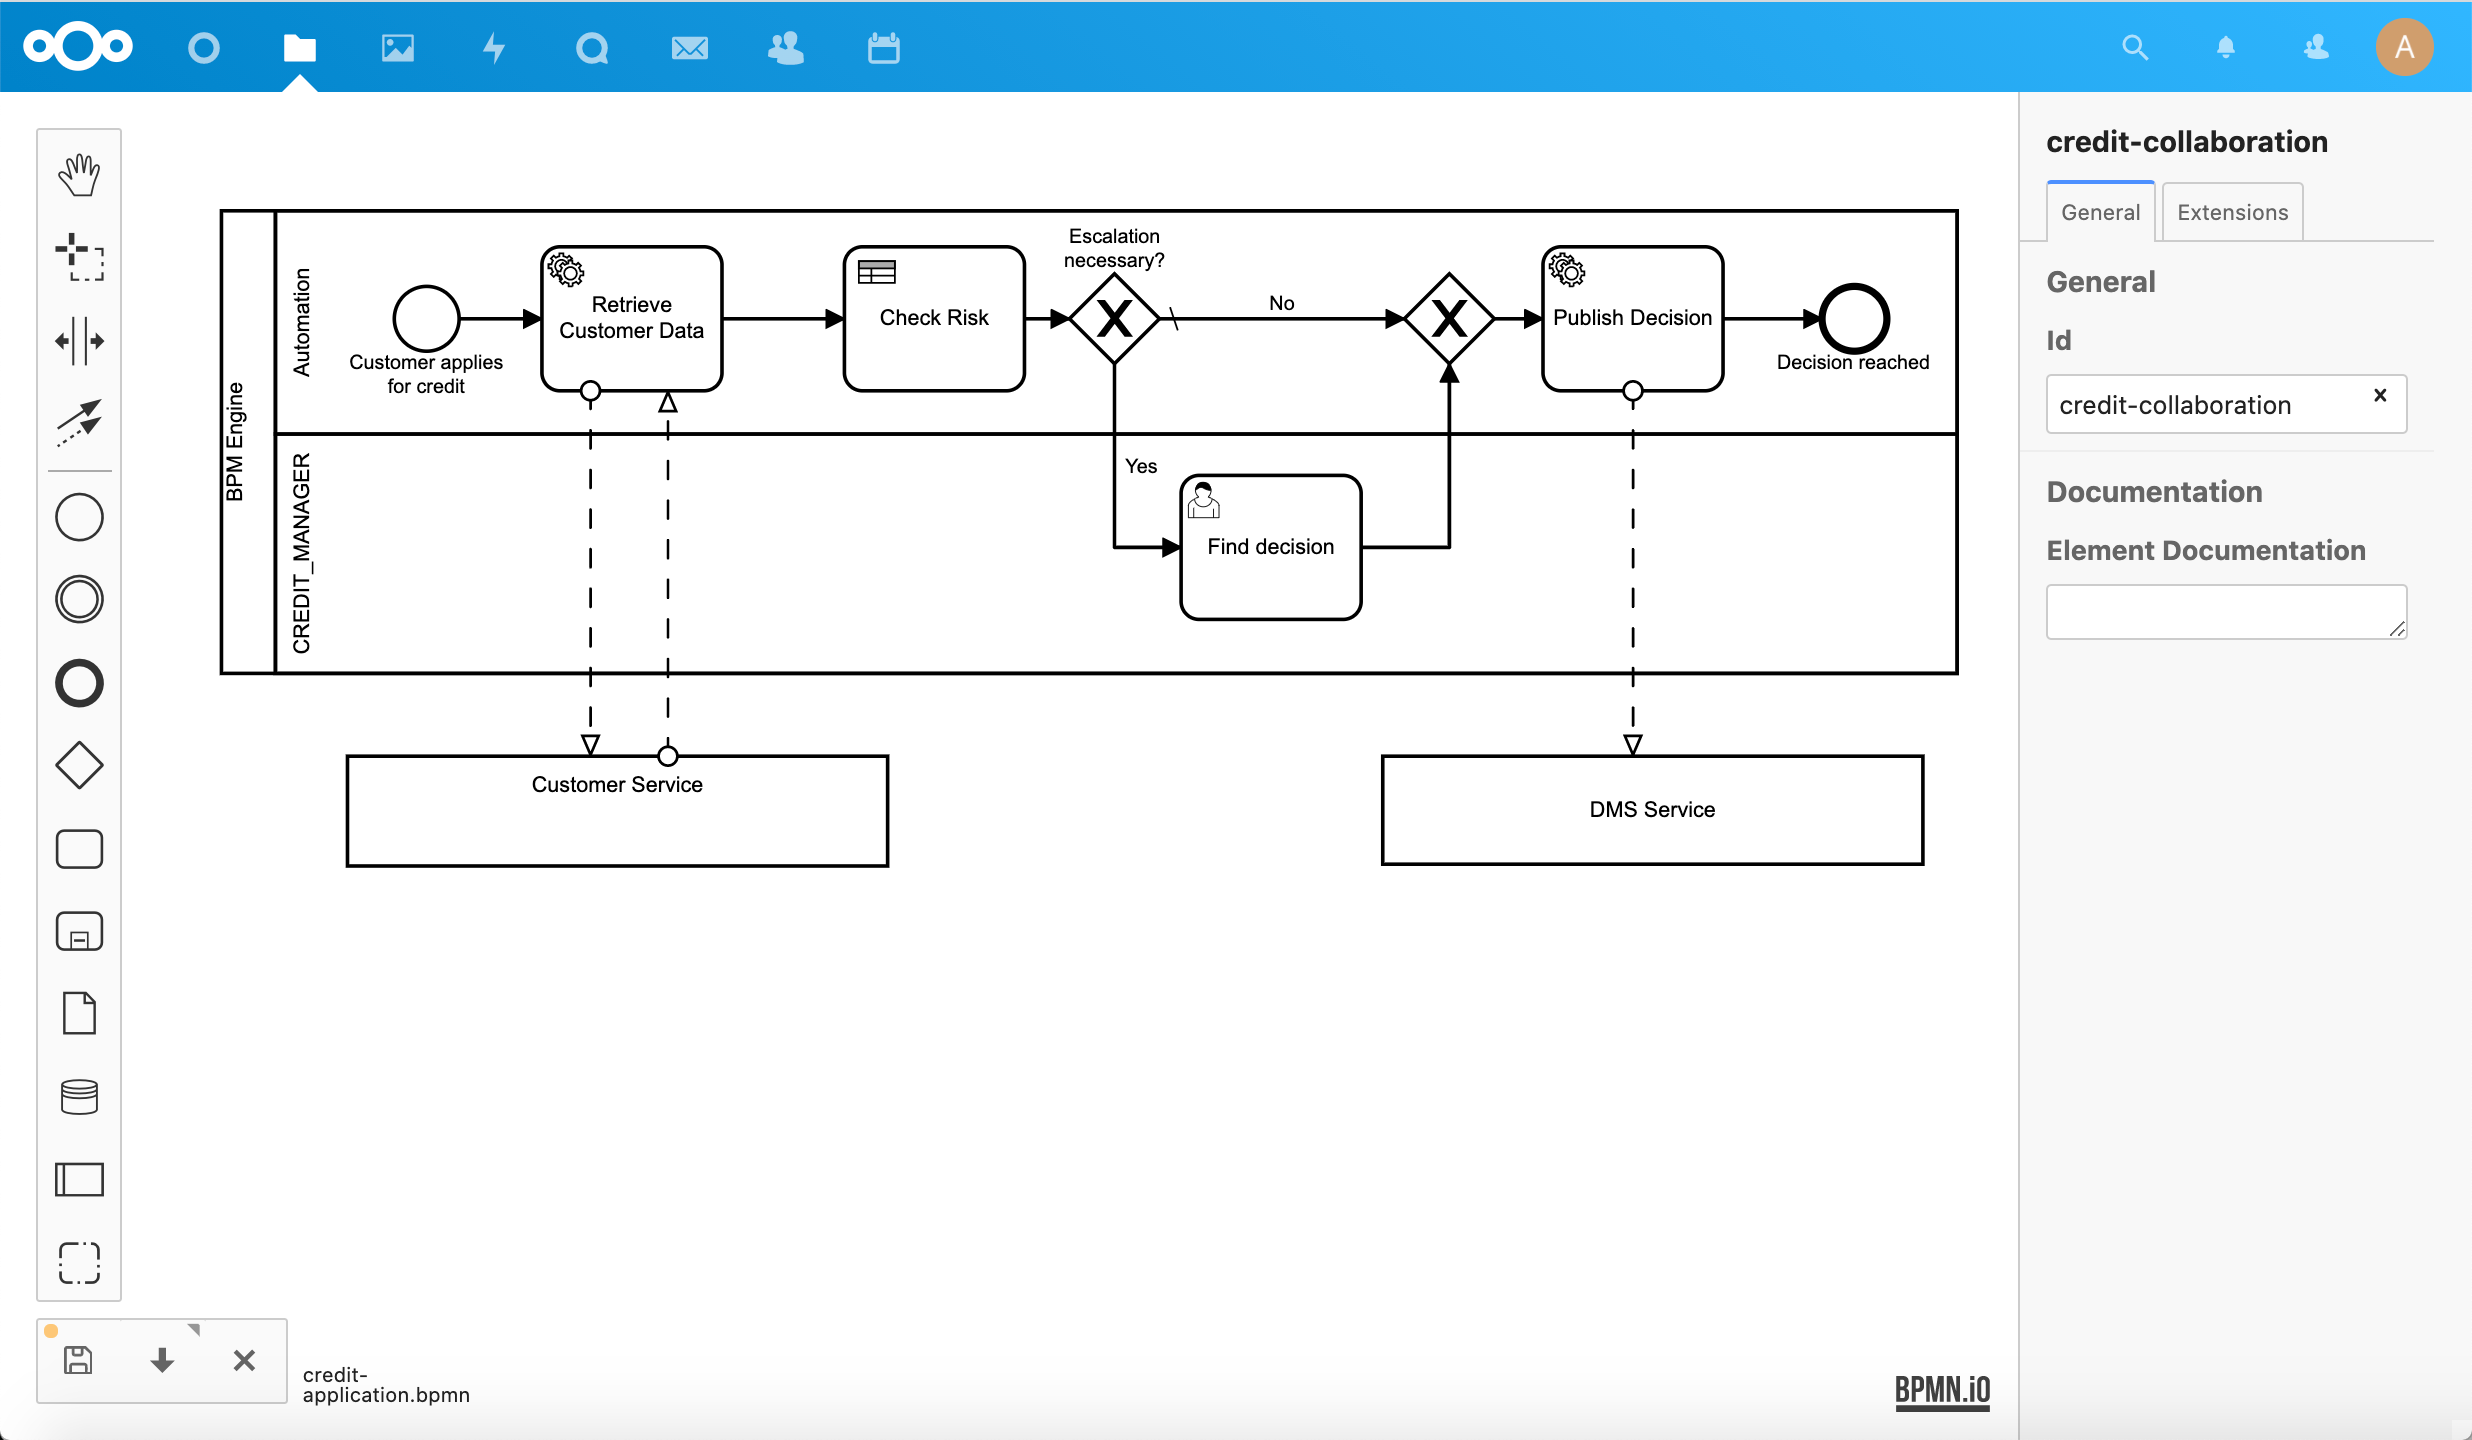 A
credit-collaboration
General
Extensions
General
Id
credit-collaboration
Documentation
Element Documentation
BPM Engine
Automation
CREDIT_MANAGER
Customer applies
for credit
Retrieve
Customer Data
Check Risk
Escalation
necessary?
No
Yes
Find decision
Publish Decision
Decision reached
Customer Service
DMS Service
credit-
application.bpmn
BPMN.iO